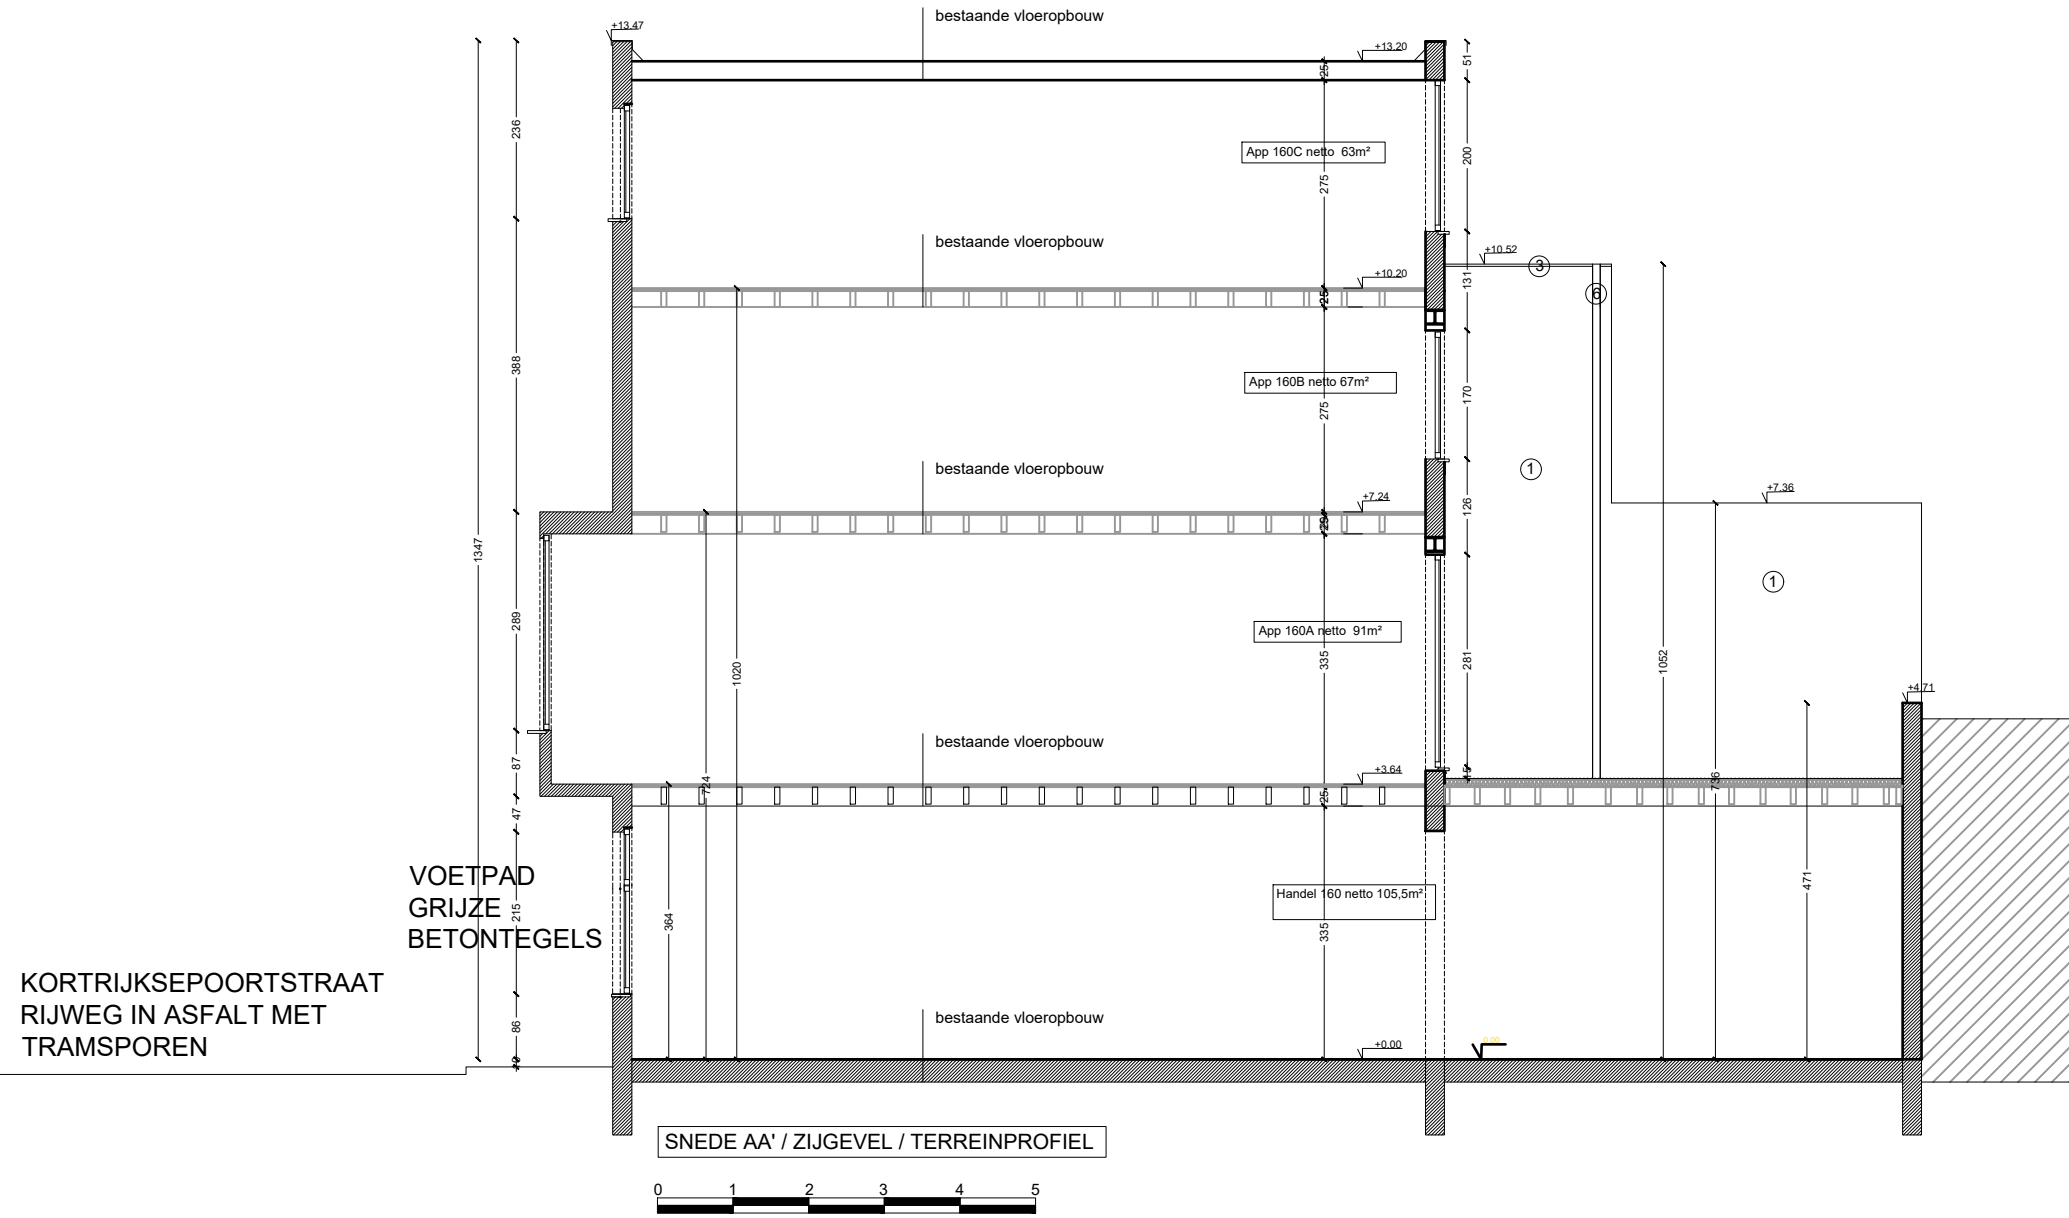 bestaande vloeropbouw
+13.47
+13.20
51
25
236
App 160C netto 63m²
200
275
bestaande vloeropbouw
+10.52
3
+10.20
131
6
25
388
App 160B netto 67m²
170
275
bestaande vloeropbouw
1
+7.36
+7.24
126
1347
1
289
App 160A netto 91m²
335
281
1020
1052
+4.71
bestaande vloeropbouw
87
+3.64
15
724
736
25
47
VOETPAD
GRIJZE
BETONTEGELS
215
364
Handel 160 netto 105,5m²
335
471
KORTRIJKSEPOORTSTRAAT
RIJWEG IN ASFALT MET
TRAMSPOREN
86
bestaande vloeropbouw
+0.00
0.00
SNEDE AA' / ZIJGEVEL / TERREINPROFIEL
0 1 2 3 4 5